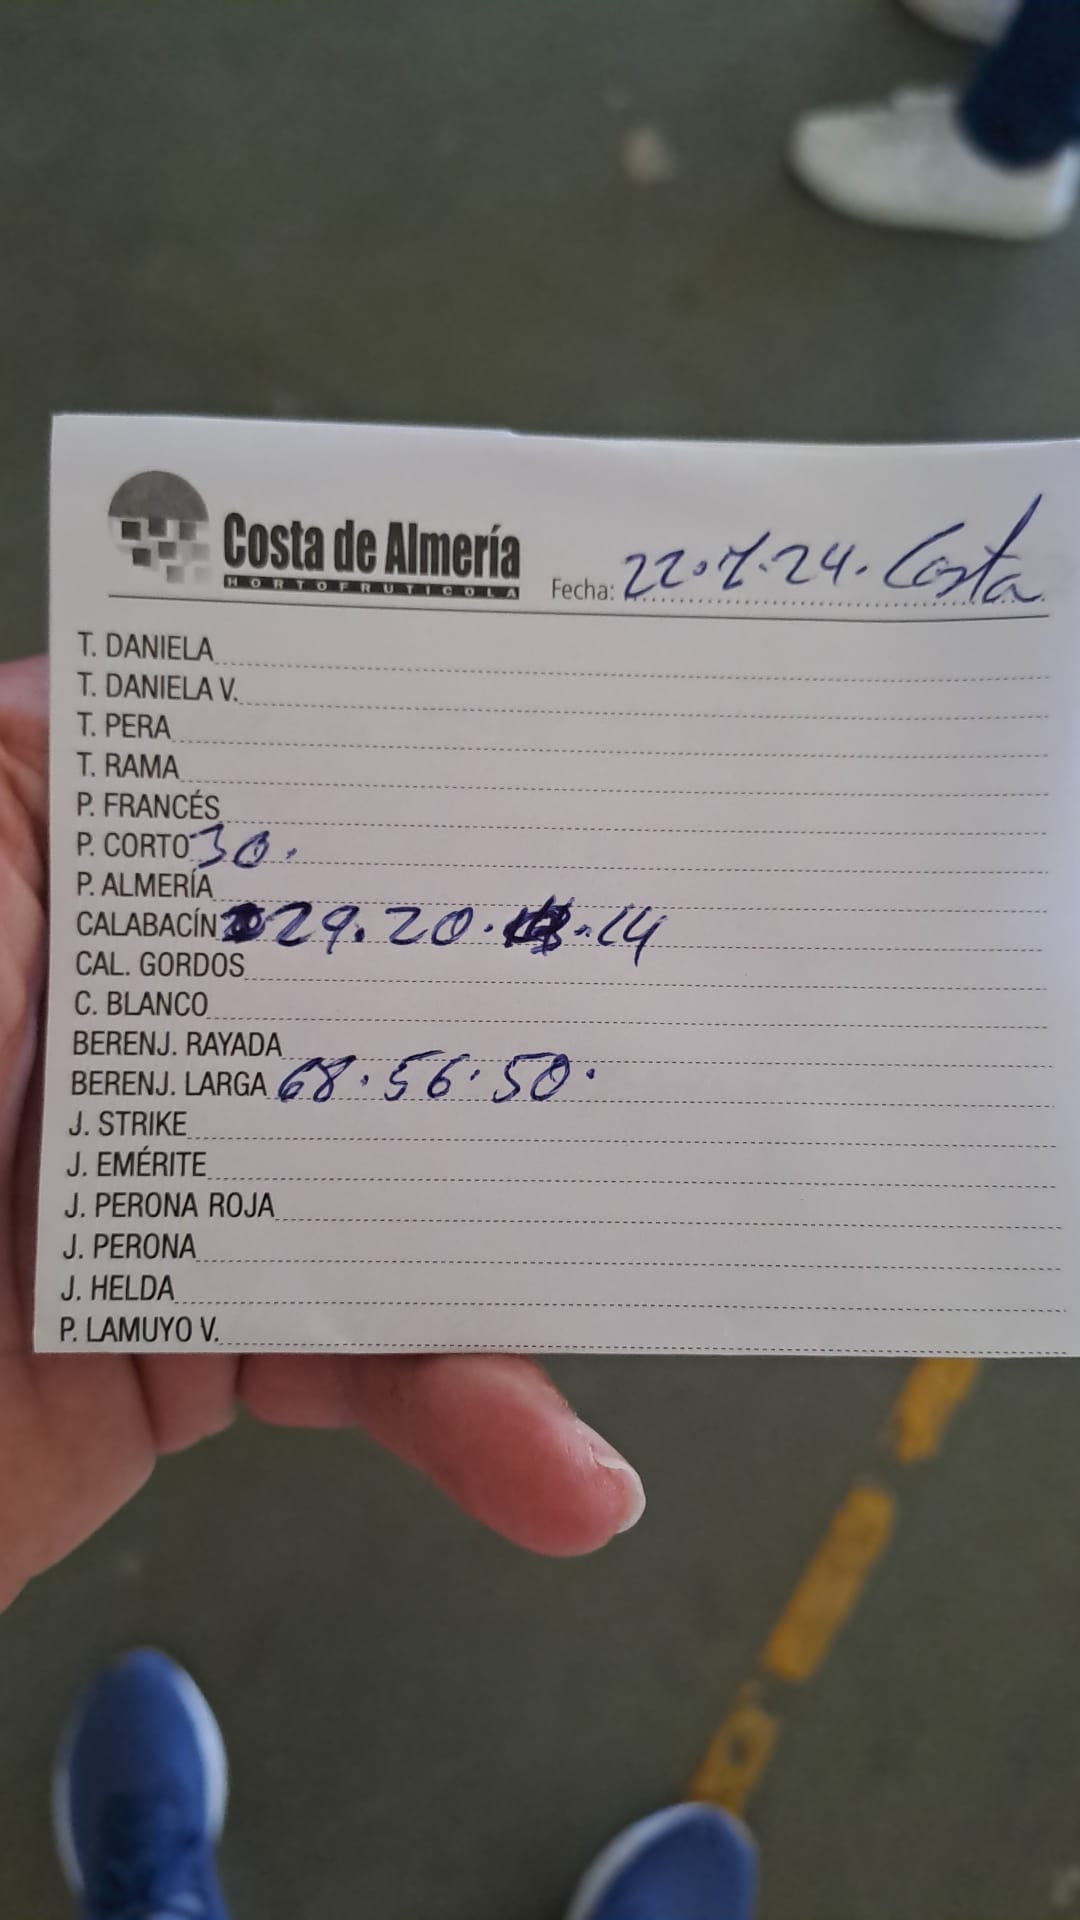 Costa de Almería
HORTOFRUTICOLA
Fecha: 22.7.24. Costa
T. DANIELA
T. DANIELA V.
T. PERA
T. RAMA
P. FRANCÉS
P. CORTO 30.
P. ALMERÍA
CALABACÍN 29. 20. 14
CAL. GORDOS
C. BLANCO
BERENJ. RAYADA
BERENJ. LARGA 68. 56. 50.
J. STRIKE
J. EMÉRITE
J. PERONA ROJA
J. PERONA
J. HELDA
P. LAMUYO V.